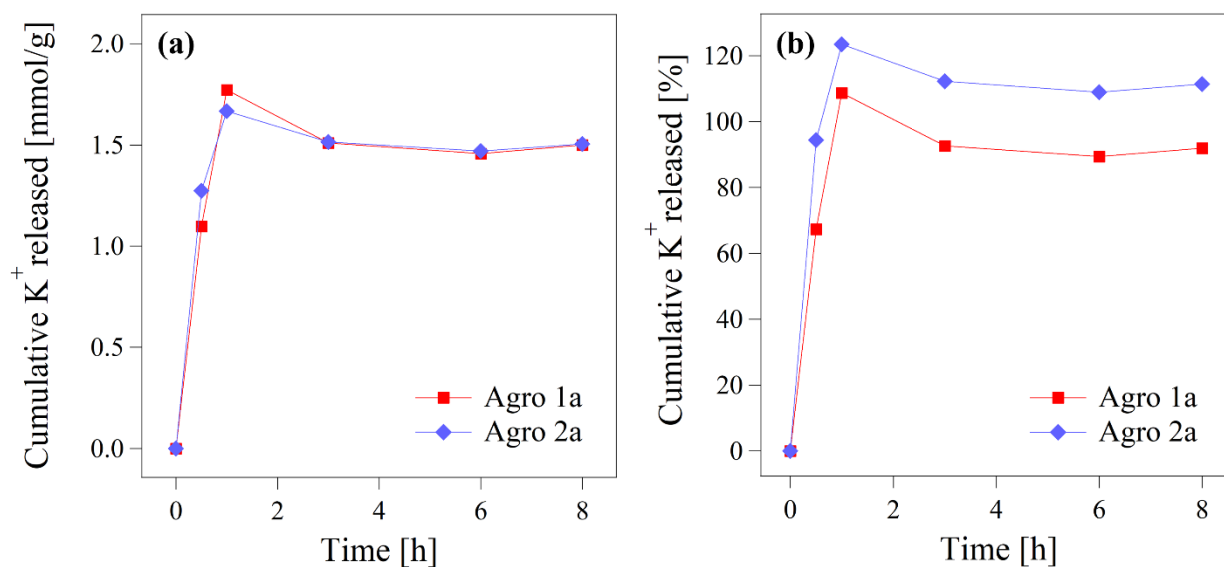 (a)
Cumulative K⁺ released [mmol/g]
2.0
1.5
1.0
0.5
0.0
Agro 1a
Agro 2a
0 2 4 6 8
Time [h]
(b)
Cumulative K⁺ released [%]
120
100
80
60
40
20
0
Agro 1a
Agro 2a
0 2 4 6 8
Time [h]